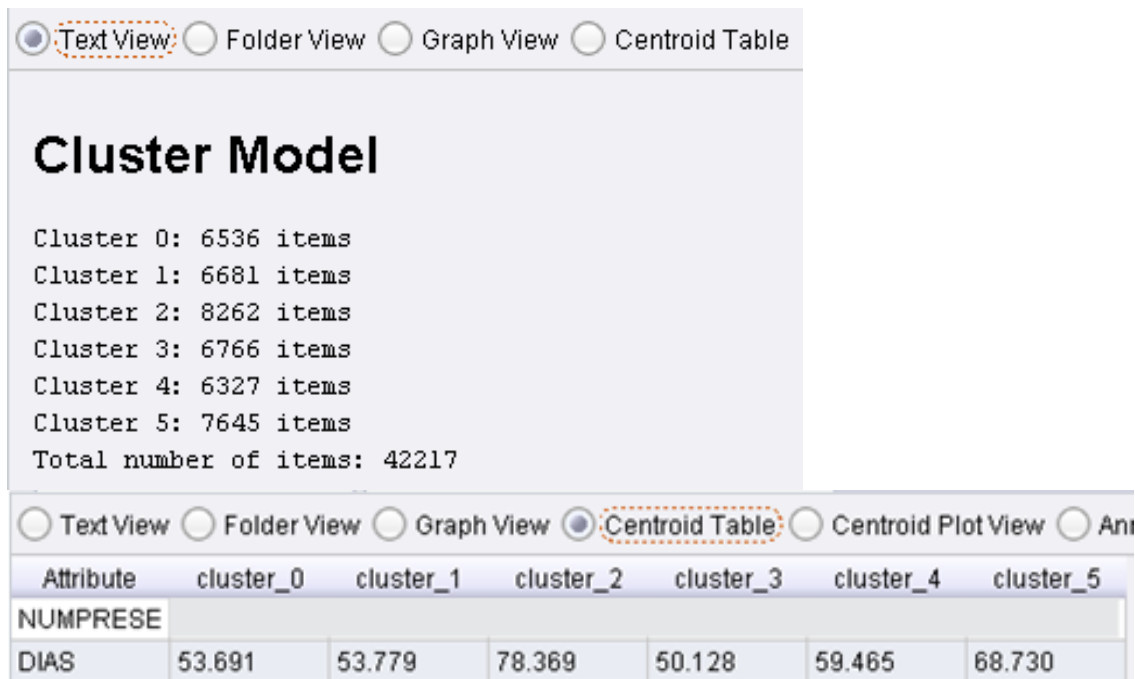 Text View Folder View Graph View Centroid Table
Cluster Model
Cluster 0: 6536 items
Cluster 1: 6681 items
Cluster 2: 8262 items
Cluster 3: 6766 items
Cluster 4: 6327 items
Cluster 5: 7645 items
Total number of items: 42217
Text View Folder View Graph View Centroid Table Centroid Plot View
Attribute cluster_0 cluster_1 cluster_2 cluster_3 cluster_4 cluster_5
NUMPRESE
DIAS 53.691 53.779 78.369 50.128 59.465 68.730